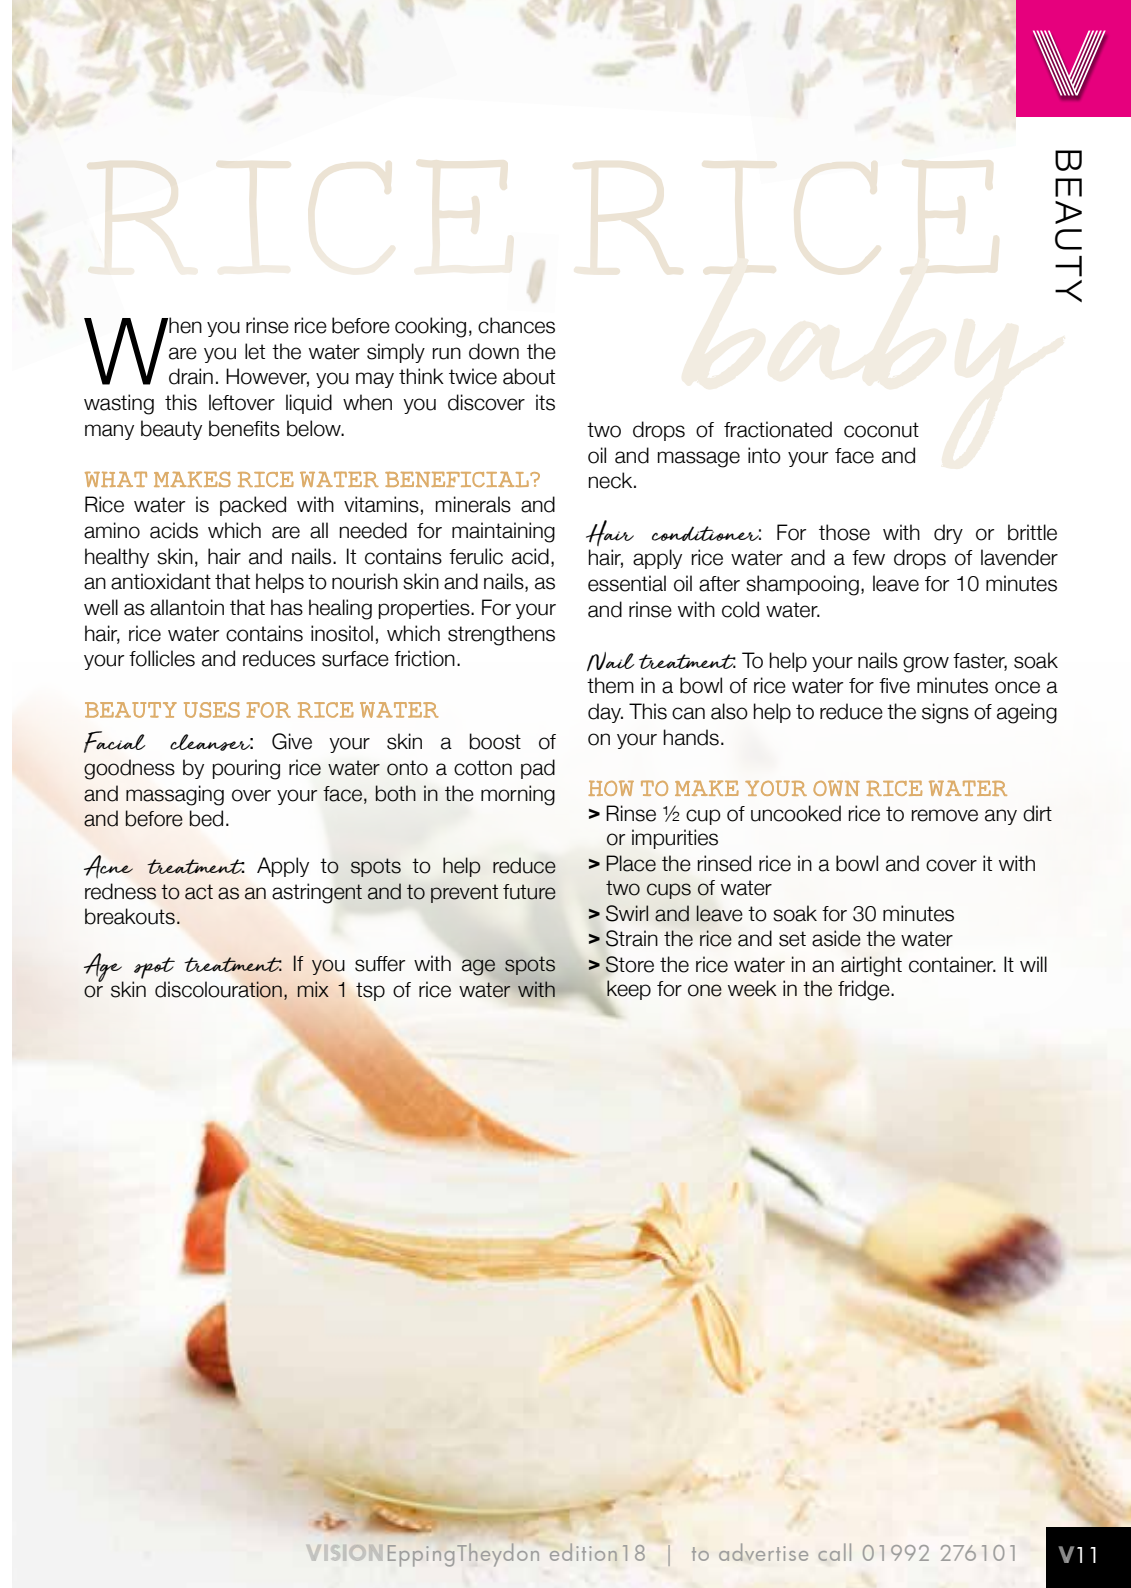 V
BEAUTY
RICE RICE
baby
When you rinse rice before cooking, chances
are you let the water simply run down the
drain. However, you may think twice about
wasting this leftover liquid when you discover its
many beauty benefits below.
WHAT MAKES RICE WATER BENEFICIAL?
Rice water is packed with vitamins, minerals and
amino acids which are all needed for maintaining
healthy skin, hair and nails. It contains ferulic acid,
an antioxidant that helps to nourish skin and nails, as
well as allantoin that has healing properties. For your
hair, rice water contains inositol, which strengthens
your follicles and reduces surface friction.
BEAUTY USES FOR RICE WATER
Facial cleanser: Give your skin a boost of
goodness by pouring rice water onto a cotton pad
and massaging over your face, both in the morning
and before bed.
Acne treatment: Apply to spots to help reduce
redness to act as an astringent and to prevent future
breakouts.
Age spot treatment: If you suffer with age spots
or skin discolouration, mix 1 tsp of rice water with
two drops of fractionated coconut
oil and massage into your face and
neck.
Hair conditioner: For those with dry or brittle
hair, apply rice water and a few drops of lavender
essential oil after shampooing, leave for 10 minutes
and rinse with cold water.
Nail treatment: To help your nails grow faster, soak
them in a bowl of rice water for five minutes once a
day. This can also help to reduce the signs of ageing
on your hands.
HOW TO MAKE YOUR OWN RICE WATER
> Rinse ½ cup of uncooked rice to remove any dirt
or impurities
> Place the rinsed rice in a bowl and cover it with
two cups of water
> Swirl and leave to soak for 30 minutes
> Strain the rice and set aside the water
> Store the rice water in an airtight container. It will
keep for one week in the fridge.
VISIONEppingTheydon edition18 | to advertise call 01992 276101
V11